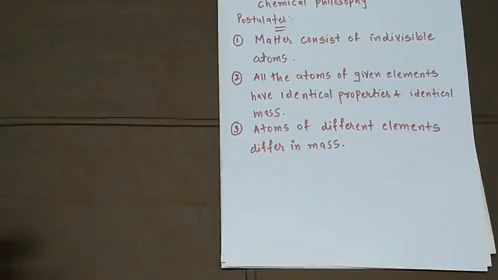 Chemical philosophy
Postulates:
① Matter consist of indivisible
atoms.
② All the atoms of given elements
have identical properties & identical
mass.
③ Atoms of different elements
differ in mass.